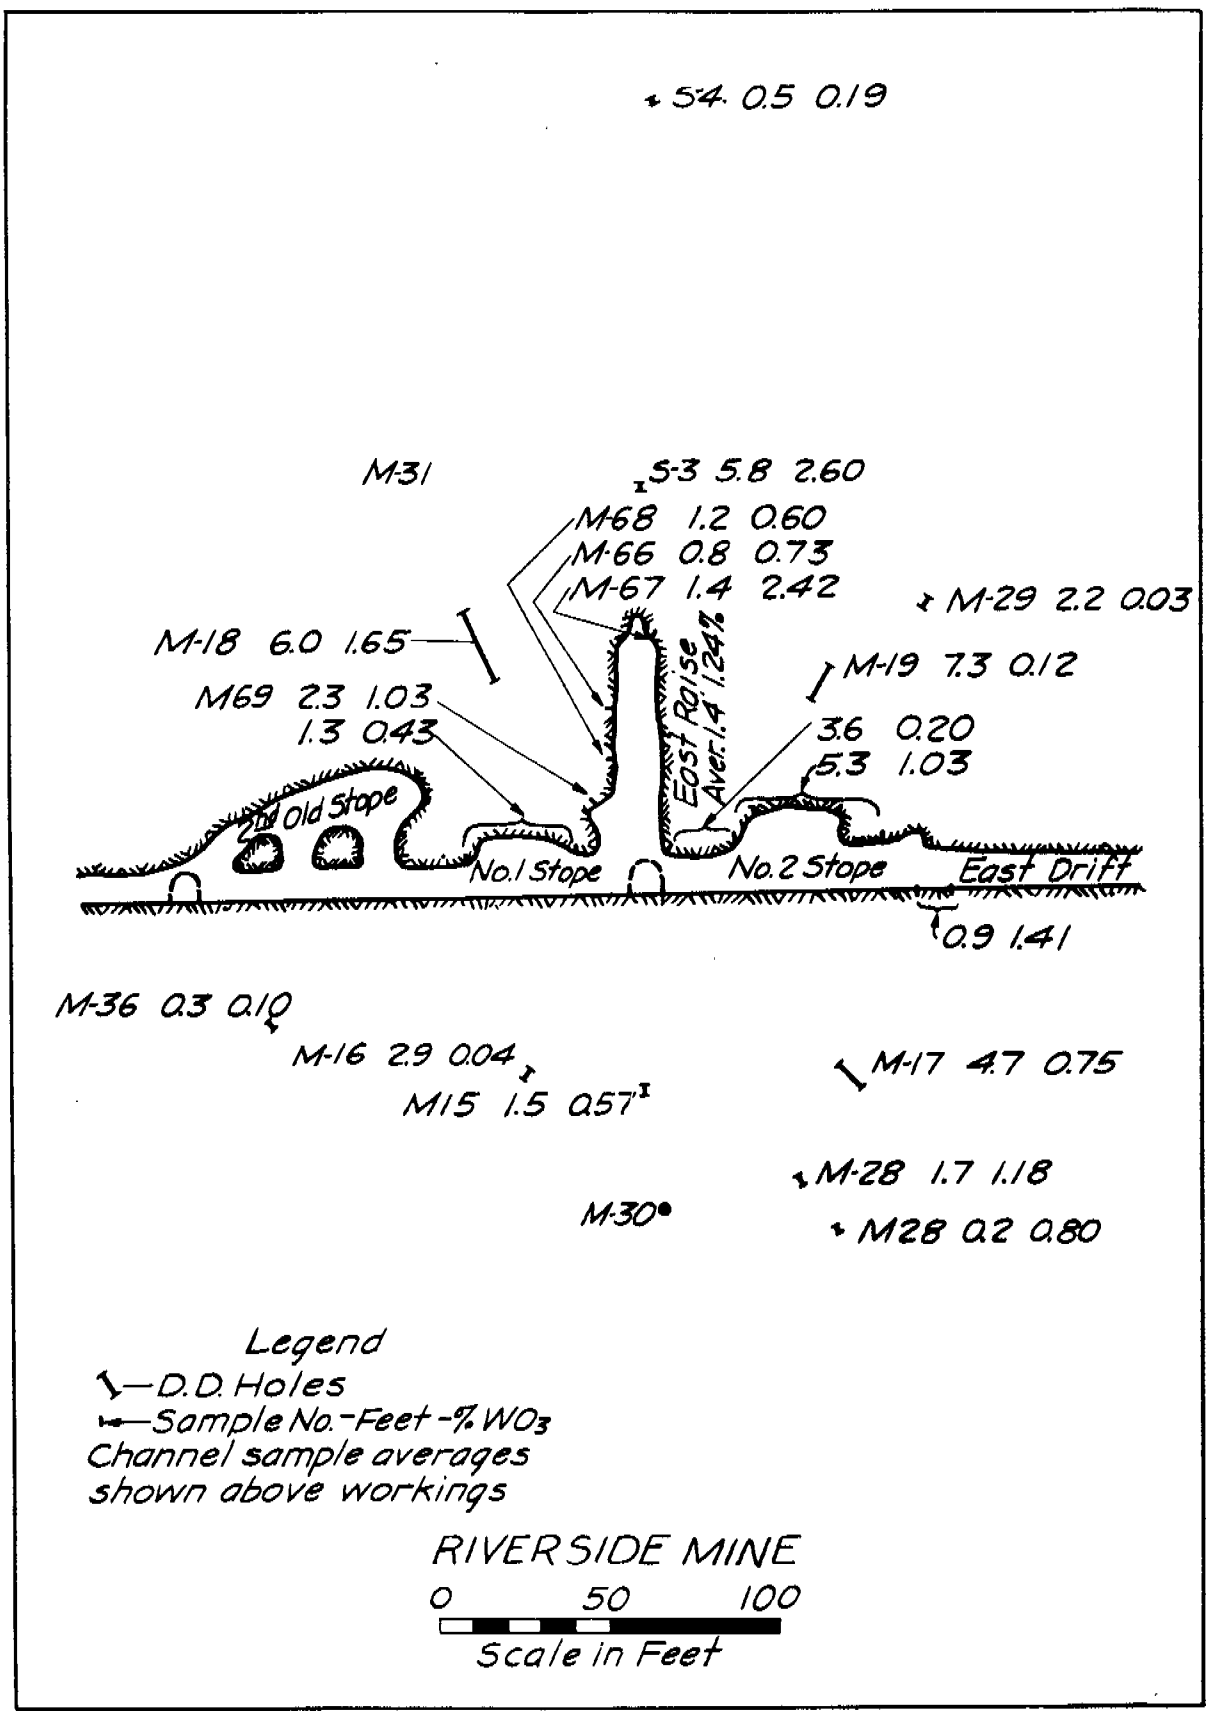 S-4. 0.5 0.19
M-31
S-3 5.8 2.60
M-68 1.2 0.60
M-66 0.8 0.73
M-67 1.4 2.42
M-29 2.2 0.03
M-18 6.0 1.65
M-19 7.3 0.12
M69 2.3 1.03
1.3 0.43
East Raise
Aver. 1.4' 1.24%
3.6 0.20
5.3 1.03
2nd Old Stope
No. 1 Stope
No. 2 Stope
East Drift
0.9 1.41
M-36 0.3 0.10
M-16 2.9 0.04
M-17 4.7 0.75
M15 1.5 0.57
M-28 1.7 1.18
M-30
M28 0.2 0.80
Legend
D.D. Holes
Sample No.-Feet-% WO3
Channel sample averages
shown above workings
RIVERSIDE MINE
0 50 100
Scale in Feet